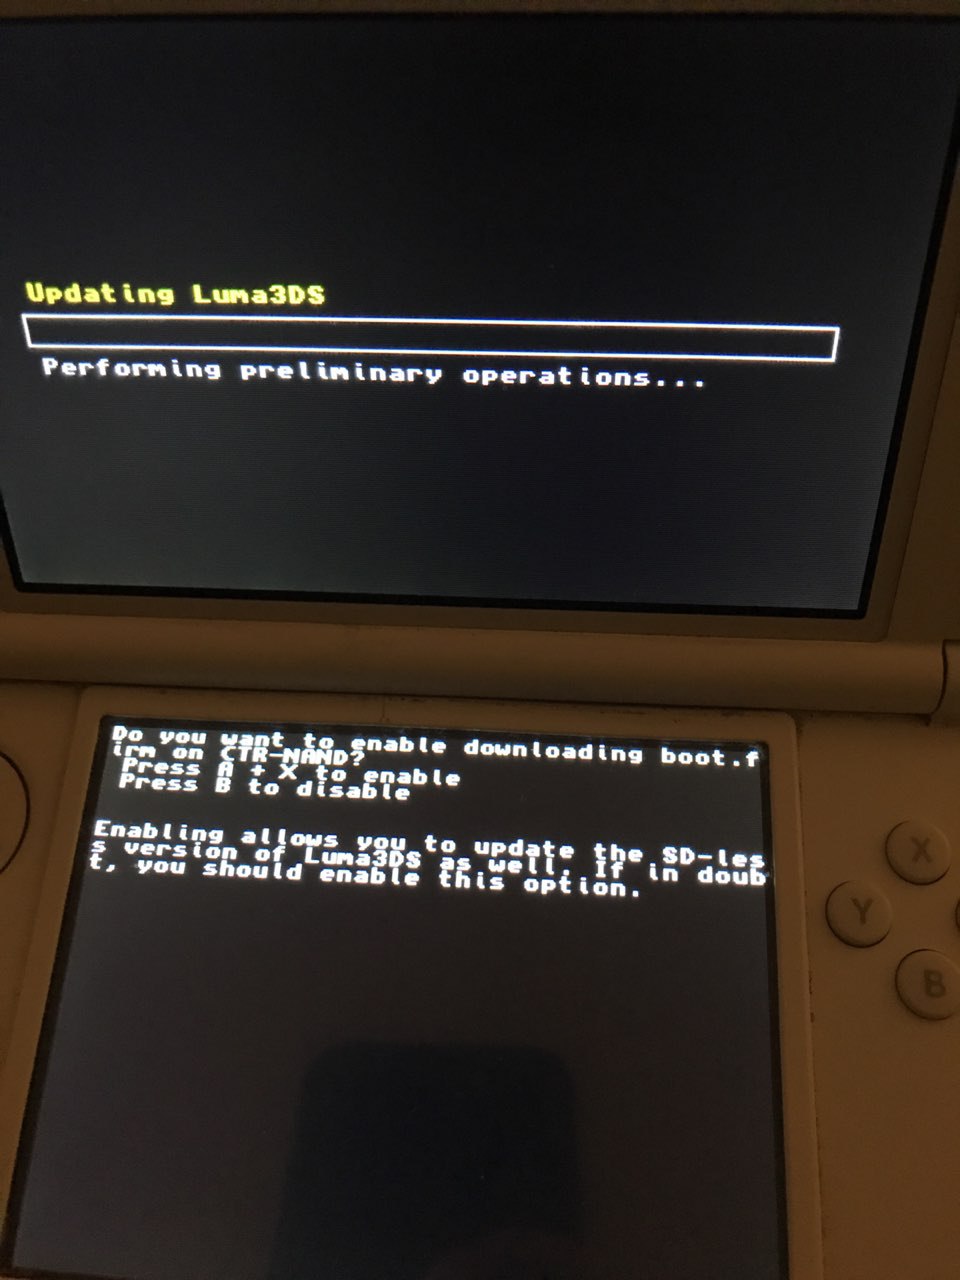 Updating Luma3DS
Performing preliminary operations...
Do you want to enable downloading boot.f
irm on CTR-NAND?
Press A + X to enable
Press B to disable
Enabling allows you to update the SD-les
s version of Luma3DS as well. If in doub
t, you should enable this option.
X
Y
B